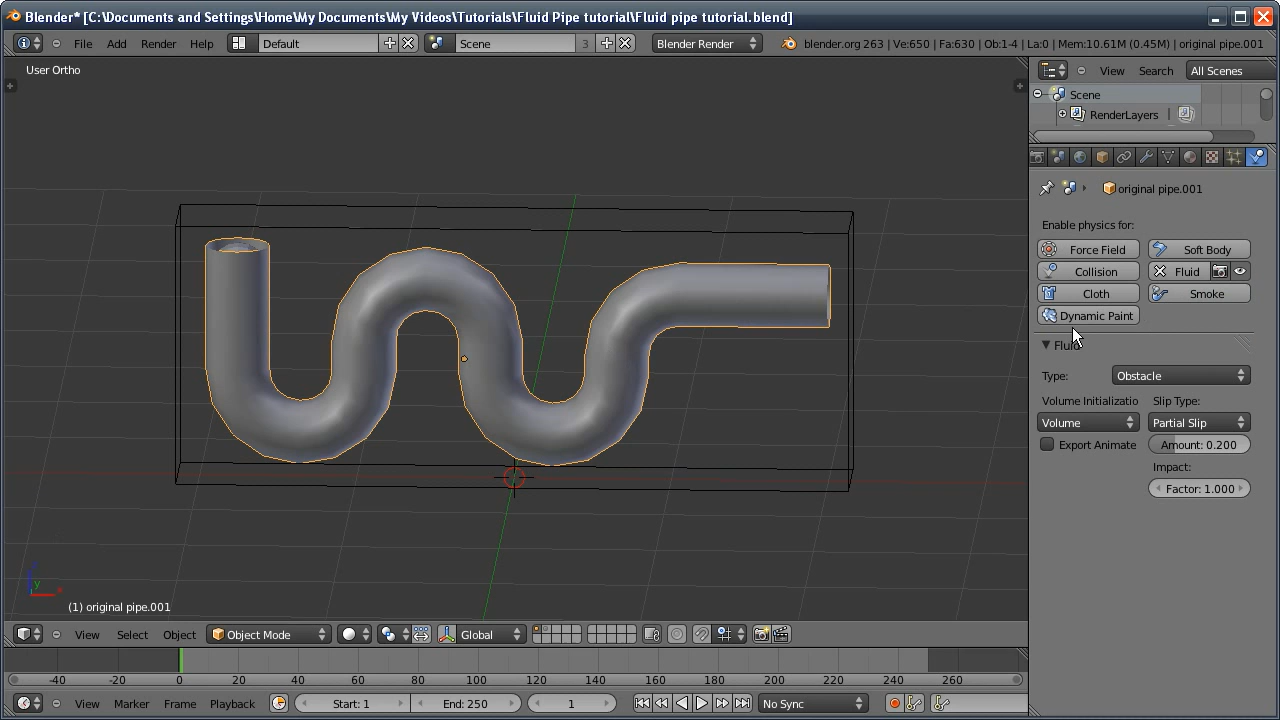 Blender* [C:\Documents and Settings\Home\My Documents\My Videos\Tutorials\Fluid Pipe tutorial\Fluid pipe tutorial.blend]
File Add Render Help Default Scene 3 Blender Render blender.org 263 | Ve:650 | Fa:630 | Ob:1-4 | La:0 | Mem:10.61M (0.45M) | original pipe.001
User Ortho
View Search All Scenes
Scene
RenderLayers
original pipe.001
Enable physics for:
Force Field Soft Body
Collision Fluid
Cloth Smoke
Dynamic Paint
Fluid
Type: Obstacle
Volume Initializatio Slip Type:
Volume Partial Slip
Export Animate Amount: 0.200
Impact:
Factor: 1.000
z
y
x
(1) original pipe.001
View Select Object Object Mode Global
-40 -20 0 20 40 60 80 100 120 140 160 180 200 220 240 260
View Marker Frame Playback Start: 1 End: 250 1 No Sync